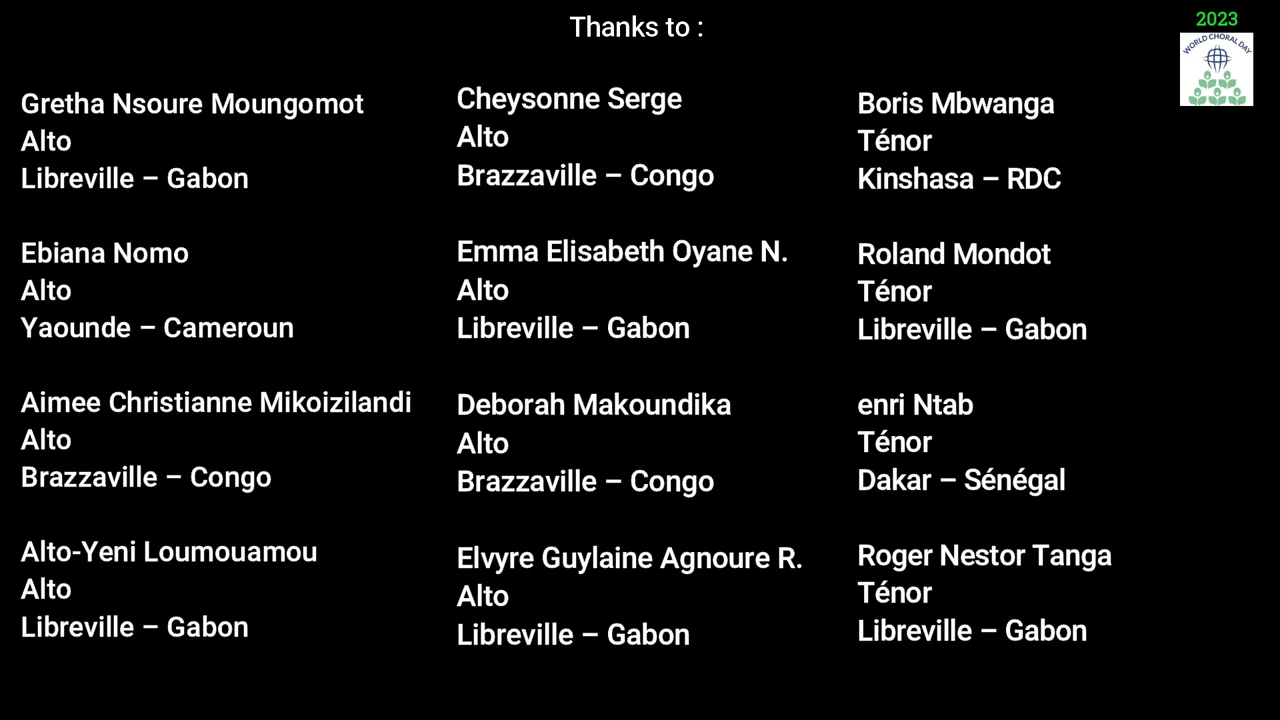 Thanks to :
2023
WORLD CHORAL DAY
Gretha Nsoure Moungomot
Alto
Libreville – Gabon
Ebiana Nomo
Alto
Yaounde – Cameroun
Aimee Christianne Mikoizilandi
Alto
Brazzaville – Congo
Alto-Yeni Loumouamou
Alto
Libreville – Gabon
Cheysonne Serge
Alto
Brazzaville – Congo
Emma Elisabeth Oyane N.
Alto
Libreville – Gabon
Deborah Makoundika
Alto
Brazzaville – Congo
Elvyre Guylaine Agnoure R.
Alto
Libreville – Gabon
Boris Mbwanga
Ténor
Kinshasa – RDC
Roland Mondot
Ténor
Libreville – Gabon
enri Ntab
Ténor
Dakar – Sénégal
Roger Nestor Tanga
Ténor
Libreville – Gabon